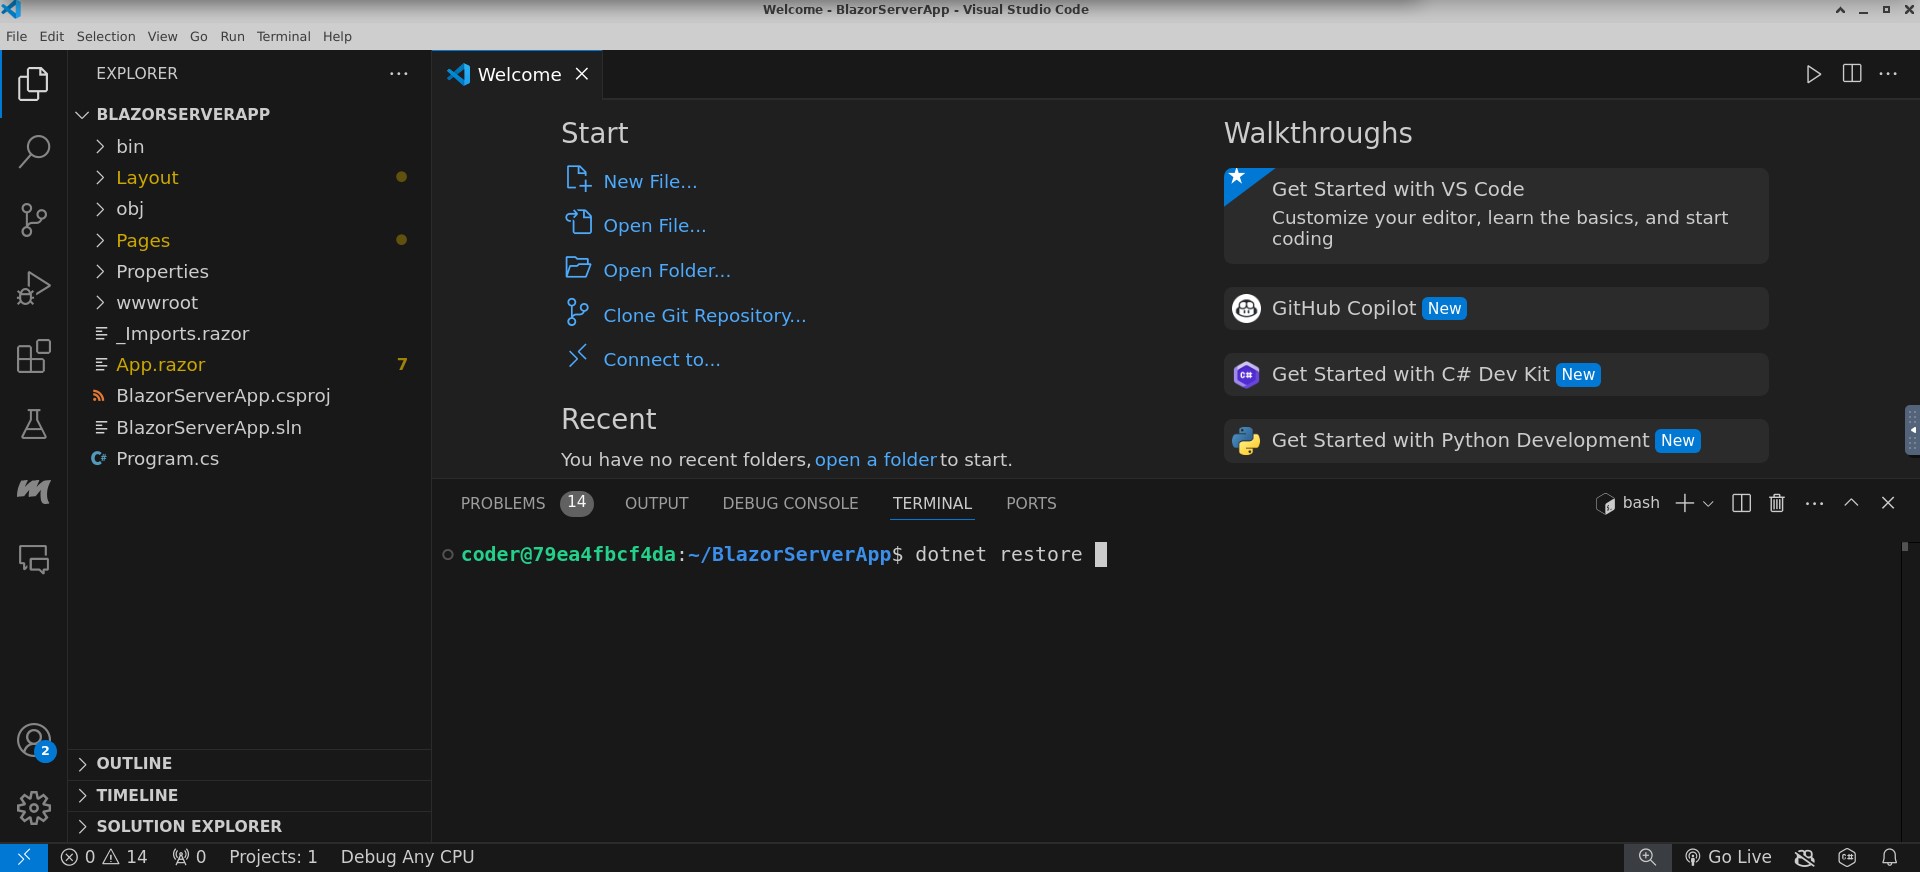 Welcome - BlazorServerApp - Visual Studio Code
File Edit Selection View Go Run Terminal Help
EXPLORER
BLAZORSERVERAPP
bin
Layout
obj
Pages
Properties
wwwroot
_Imports.razor
App.razor 7
BlazorServerApp.csproj
BlazorServerApp.sln
C# Program.cs
OUTLINE
TIMELINE
SOLUTION EXPLORER
2
Welcome
Start
New File...
Open File...
Open Folder...
Clone Git Repository...
Connect to...
Recent
You have no recent folders, open a folder to start.
Walkthroughs
Get Started with VS Code
Customize your editor, learn the basics, and start
coding
GitHub Copilot New
C# Get Started with C# Dev Kit New
Get Started with Python Development New
PROBLEMS 14 OUTPUT DEBUG CONSOLE TERMINAL PORTS
bash
coder@79ea4fbcf4da:~/BlazorServerApp$ dotnet restore
0 14 0 Projects: 1 Debug Any CPU
Go Live